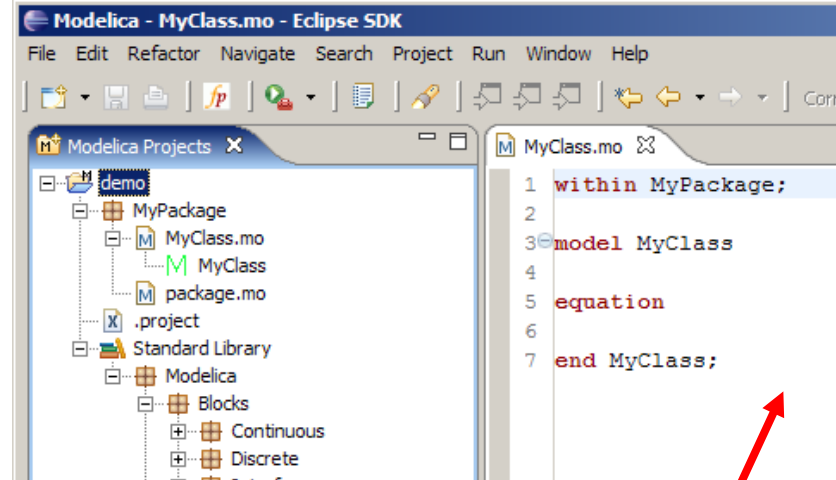 Modelica - MyClass.mo - Eclipse SDK
File Edit Refactor Navigate Search Project Run Window Help
fp
Modelica Projects
demo
MyPackage
MyClass.mo
MyClass
package.mo
.project
Standard Library
Modelica
Blocks
Continuous
Discrete
MyClass.mo
1 within MyPackage;
2
3 model MyClass
4
5 equation
6
7 end MyClass;